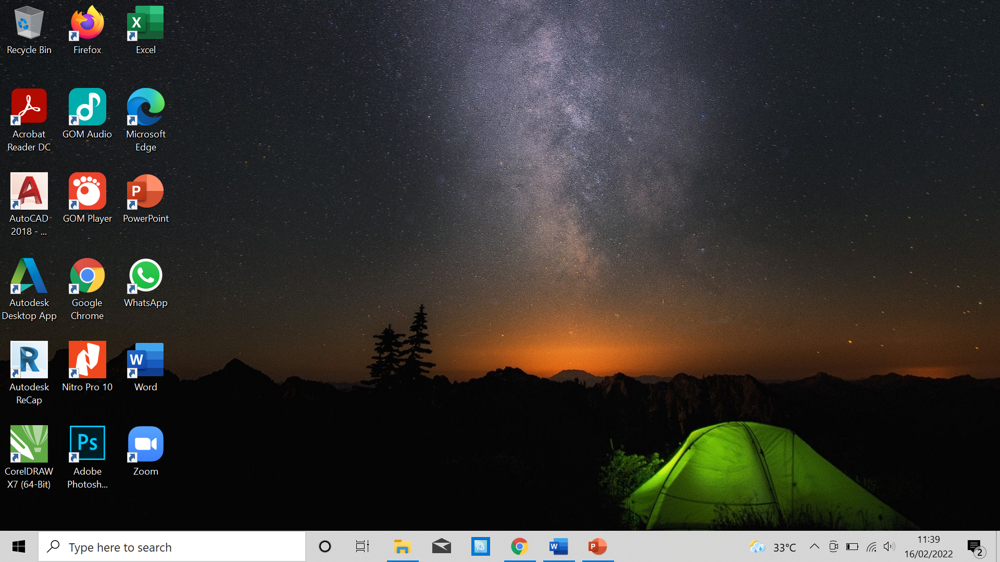 Recycle Bin
Firefox
Excel
Acrobat
Reader DC
GOM Audio
Microsoft
Edge
AutoCAD
2018 - ...
GOM Player
PowerPoint
Autodesk
Desktop App
Google
Chrome
WhatsApp
Autodesk
ReCap
Nitro Pro 10
Word
CorelDRAW
X7 (64-Bit)
Ps
Adobe
Photosh...
Zoom
Type here to search
33°C
11:39
16/02/2022
2